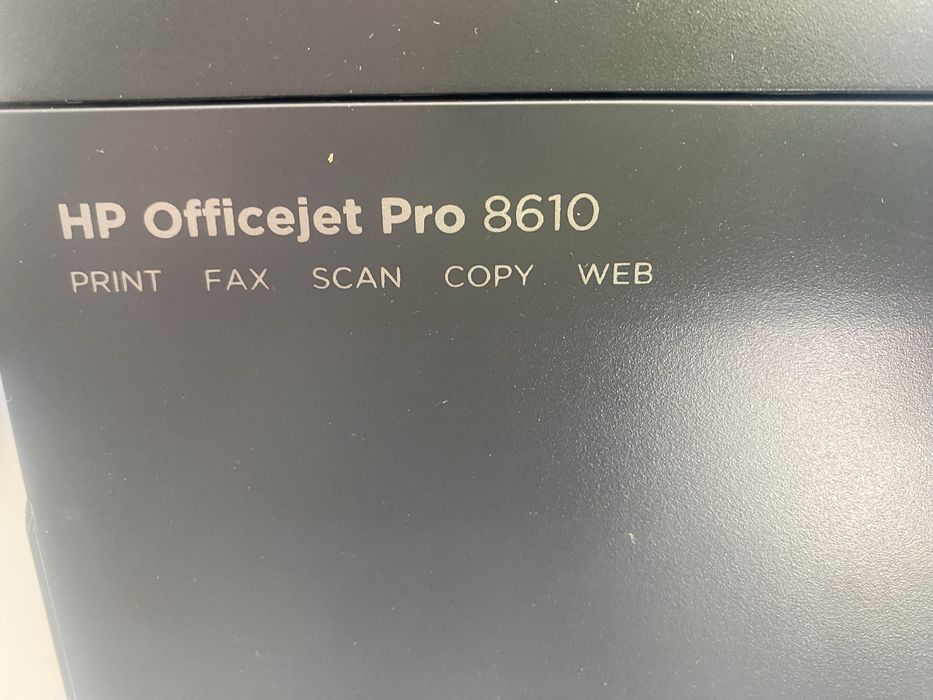 HP Officejet Pro 8610
PRINT FAX SCAN COPY WEB